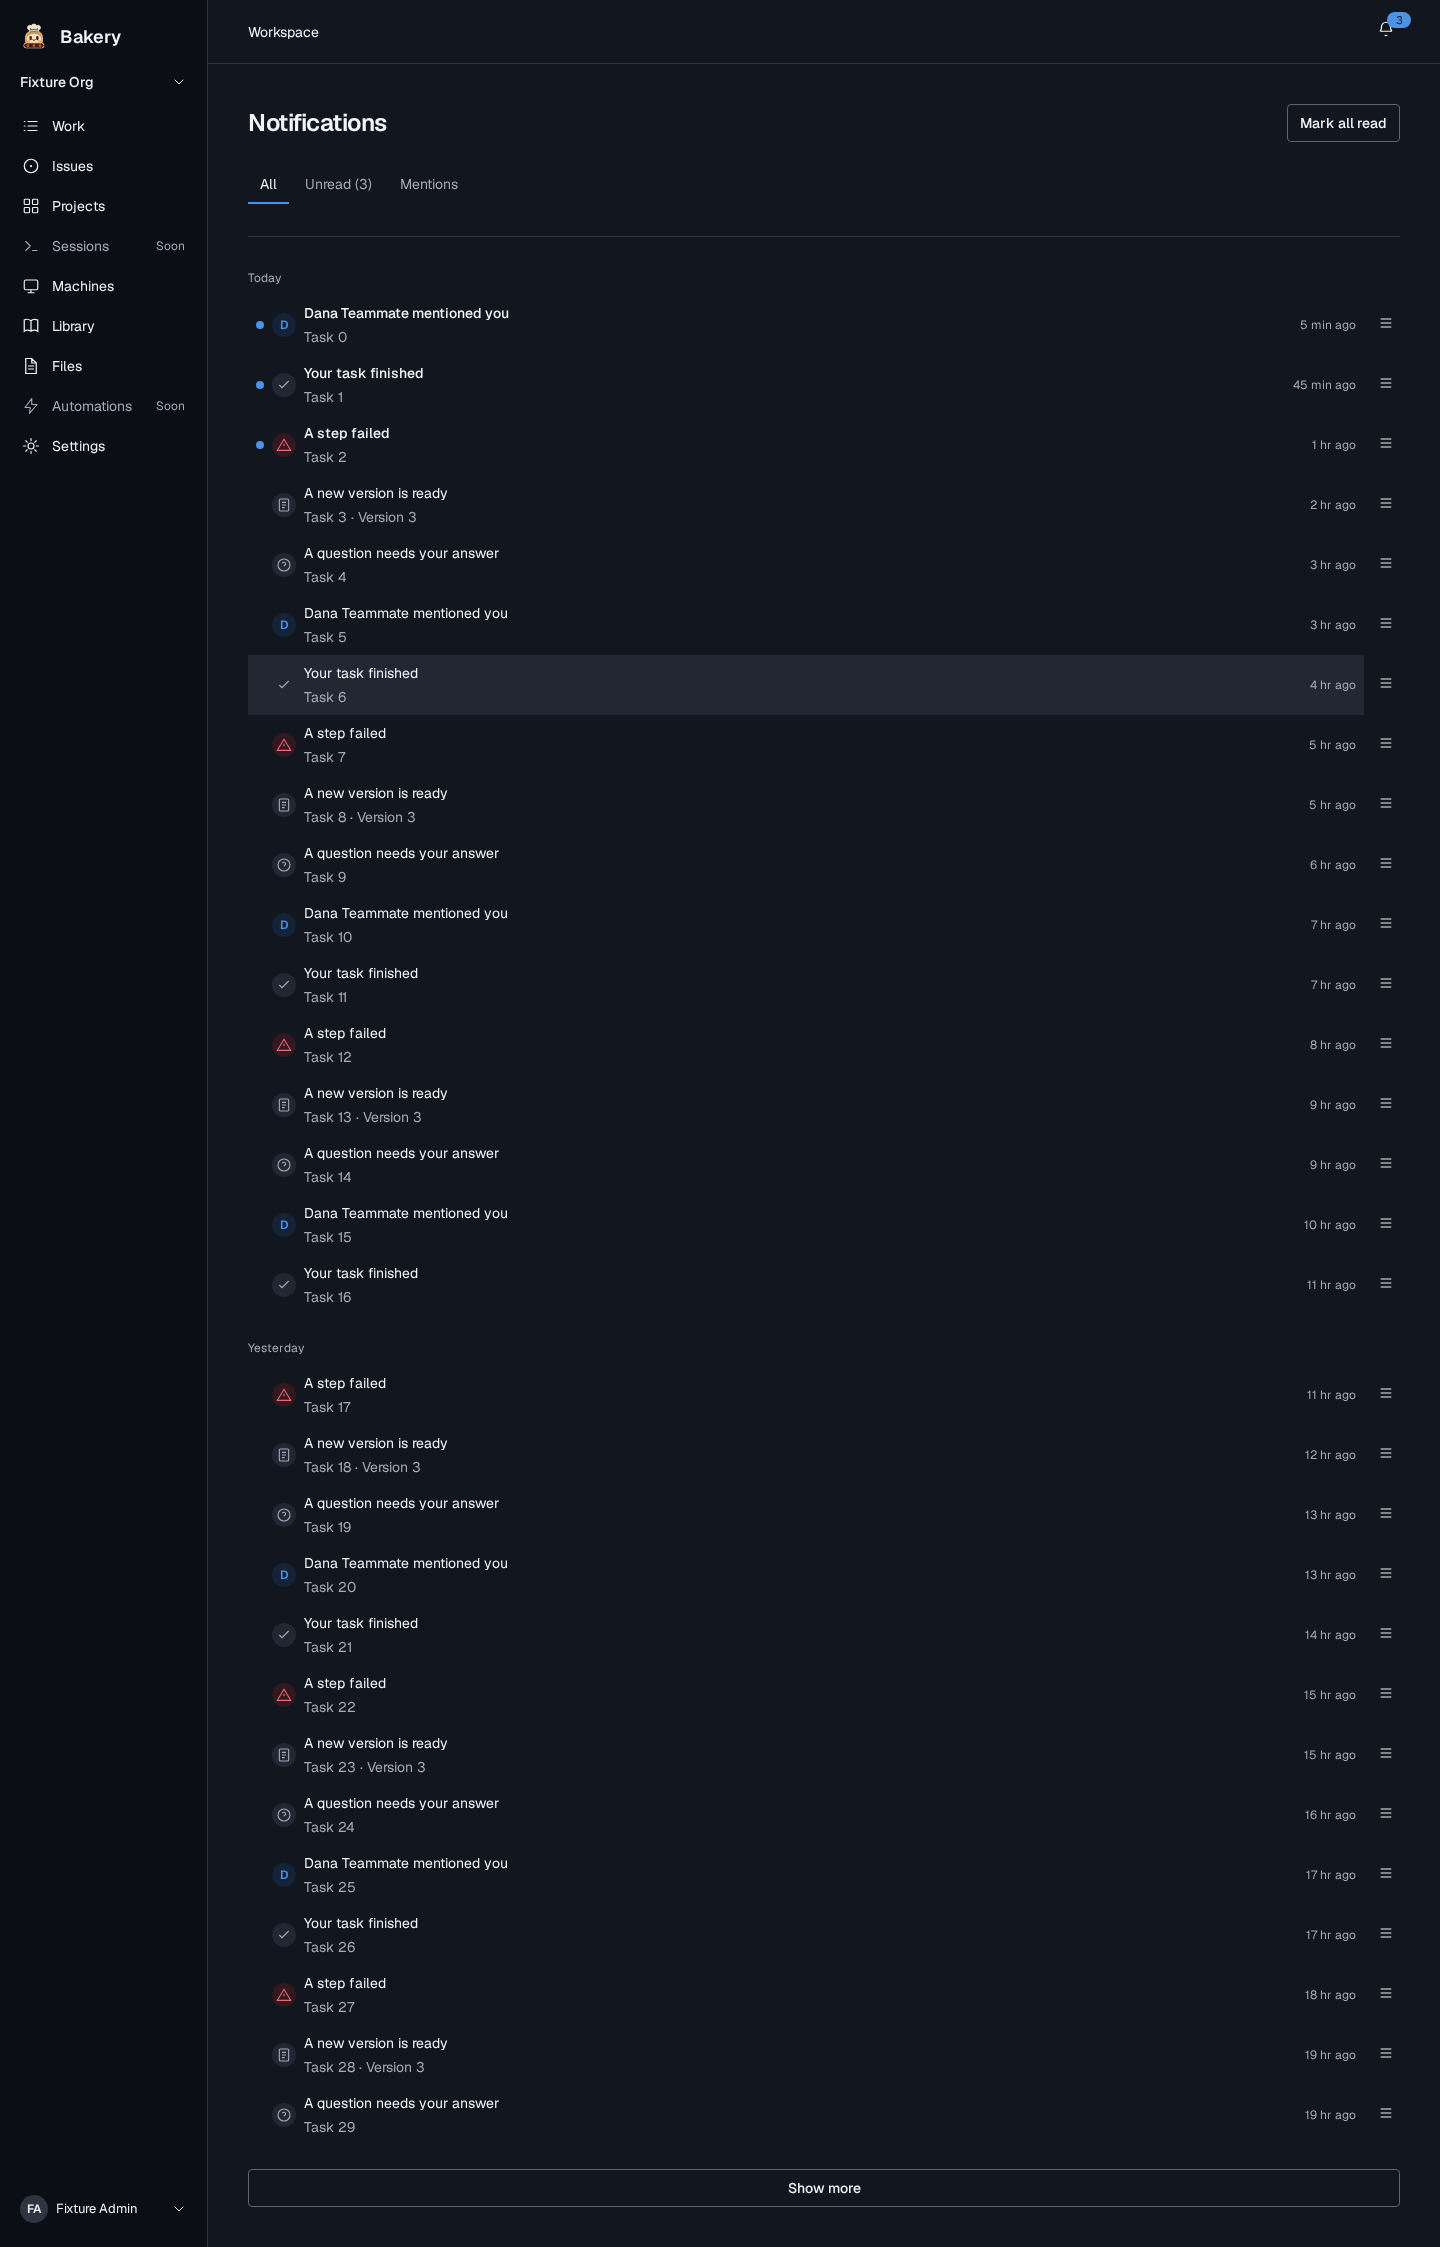 Bakery
Fixture Org
Work
Issues
Projects
Sessions Soon
Machines
Library
Files
Automations Soon
Settings
FA Fixture Admin
Workspace
3
Notifications
Mark all read
All Unread (3) Mentions
Today
D Dana Teammate mentioned you
Task 0
5 min ago
Your task finished
Task 1
45 min ago
A step failed
Task 2
1 hr ago
A new version is ready
Task 3 · Version 3
2 hr ago
A question needs your answer
Task 4
3 hr ago
D Dana Teammate mentioned you
Task 5
3 hr ago
Your task finished
Task 6
4 hr ago
A step failed
Task 7
5 hr ago
A new version is ready
Task 8 · Version 3
5 hr ago
A question needs your answer
Task 9
6 hr ago
D Dana Teammate mentioned you
Task 10
7 hr ago
Your task finished
Task 11
7 hr ago
A step failed
Task 12
8 hr ago
A new version is ready
Task 13 · Version 3
9 hr ago
A question needs your answer
Task 14
9 hr ago
D Dana Teammate mentioned you
Task 15
10 hr ago
Your task finished
Task 16
11 hr ago
Yesterday
A step failed
Task 17
11 hr ago
A new version is ready
Task 18 · Version 3
12 hr ago
A question needs your answer
Task 19
13 hr ago
D Dana Teammate mentioned you
Task 20
13 hr ago
Your task finished
Task 21
14 hr ago
A step failed
Task 22
15 hr ago
A new version is ready
Task 23 · Version 3
15 hr ago
A question needs your answer
Task 24
16 hr ago
D Dana Teammate mentioned you
Task 25
17 hr ago
Your task finished
Task 26
17 hr ago
A step failed
Task 27
18 hr ago
A new version is ready
Task 28 · Version 3
19 hr ago
A question needs your answer
Task 29
19 hr ago
Show more